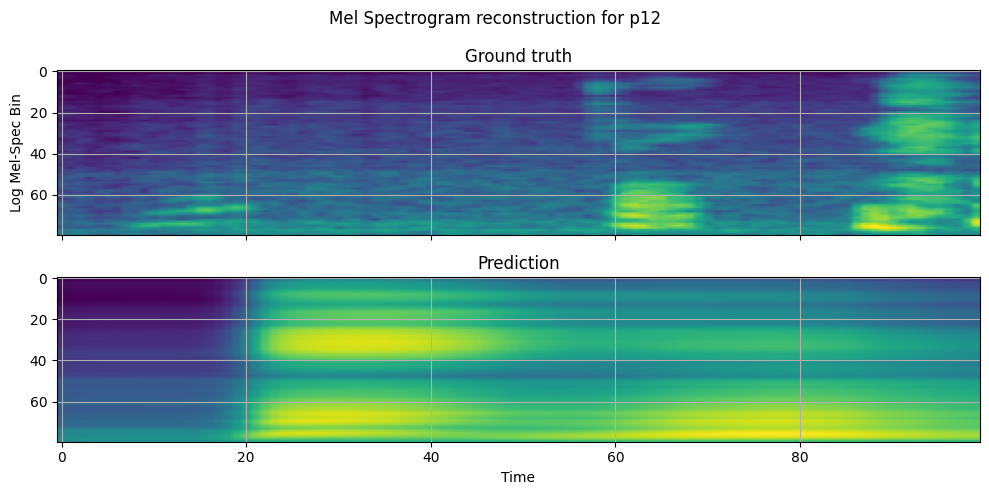 Mel Spectrogram reconstruction for p12
Ground truth
0
20
40
60
Log Mel-Spec Bin
Prediction
0
20
40
60
0 20 40 60 80
Time